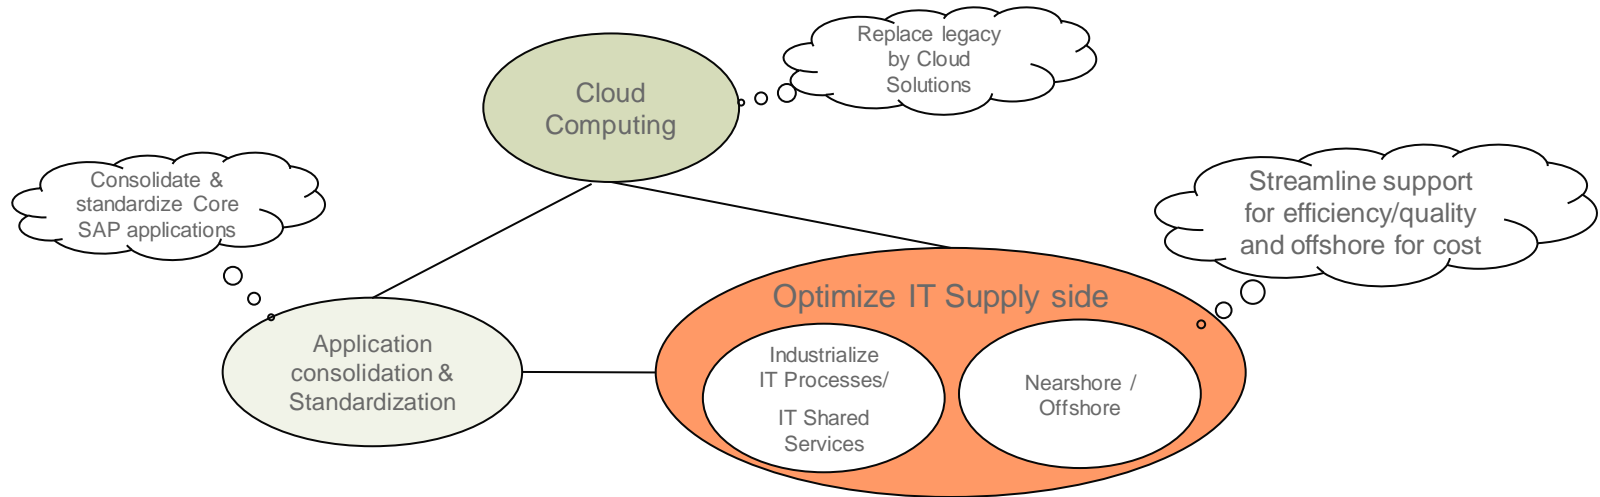 Replace legacy
by Cloud
Solutions
Cloud
Computing
Consolidate &
standardize Core
SAP applications
Streamline support
for efficiency/quality
and offshore for cost
Optimize IT Supply side
Application
consolidation &
Standardization
Industrialize
IT Processes/
IT Shared
Services
Nearshore /
Offshore